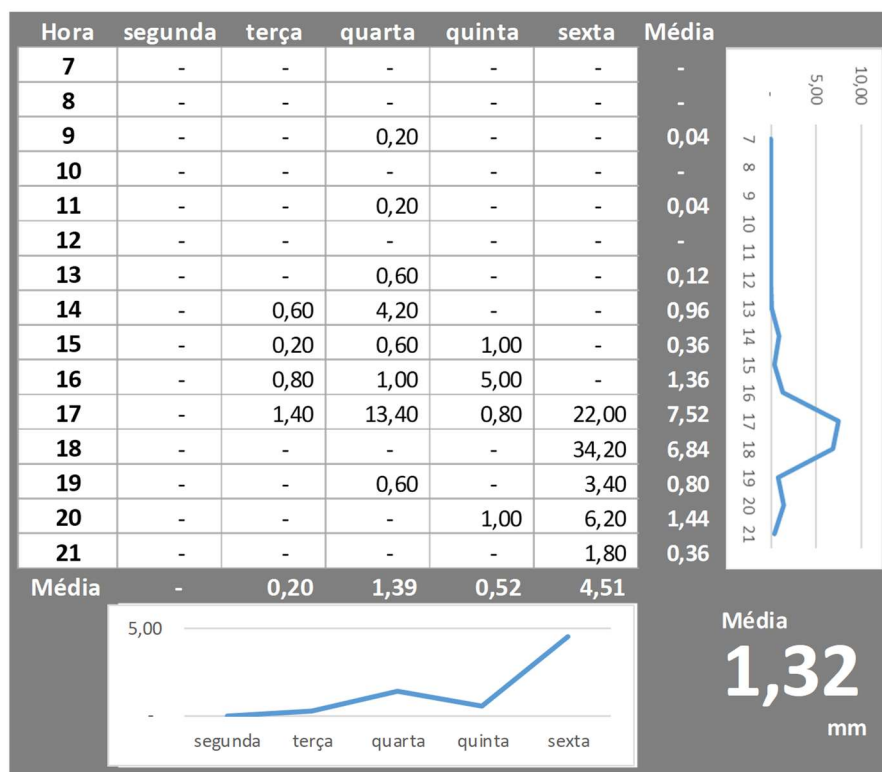 Hora segunda terça quarta quinta sexta Média
7 - - - - - -
8 - - - - - -
9 - - 0,20 - - 0,04
10 - - - - - -
11 - - 0,20 - - 0,04
12 - - - - - -
13 - - 0,60 - - 0,12
14 - 0,60 4,20 - - 0,96
15 - 0,20 0,60 1,00 - 0,36
16 - 0,80 1,00 5,00 - 1,36
17 - 1,40 13,40 0,80 22,00 7,52
18 - - - - 34,20 6,84
19 - - 0,60 - 3,40 0,80
20 - - - 1,00 6,20 1,44
21 - - - - 1,80 0,36
Média - 0,20 1,39 0,52 4,51
- 5,00 10,00
7 8 9 10 11 12 13 14 15 16 17 18 19 20 21
5,00
-
segunda terça quarta quinta sexta
Média
1,32
mm